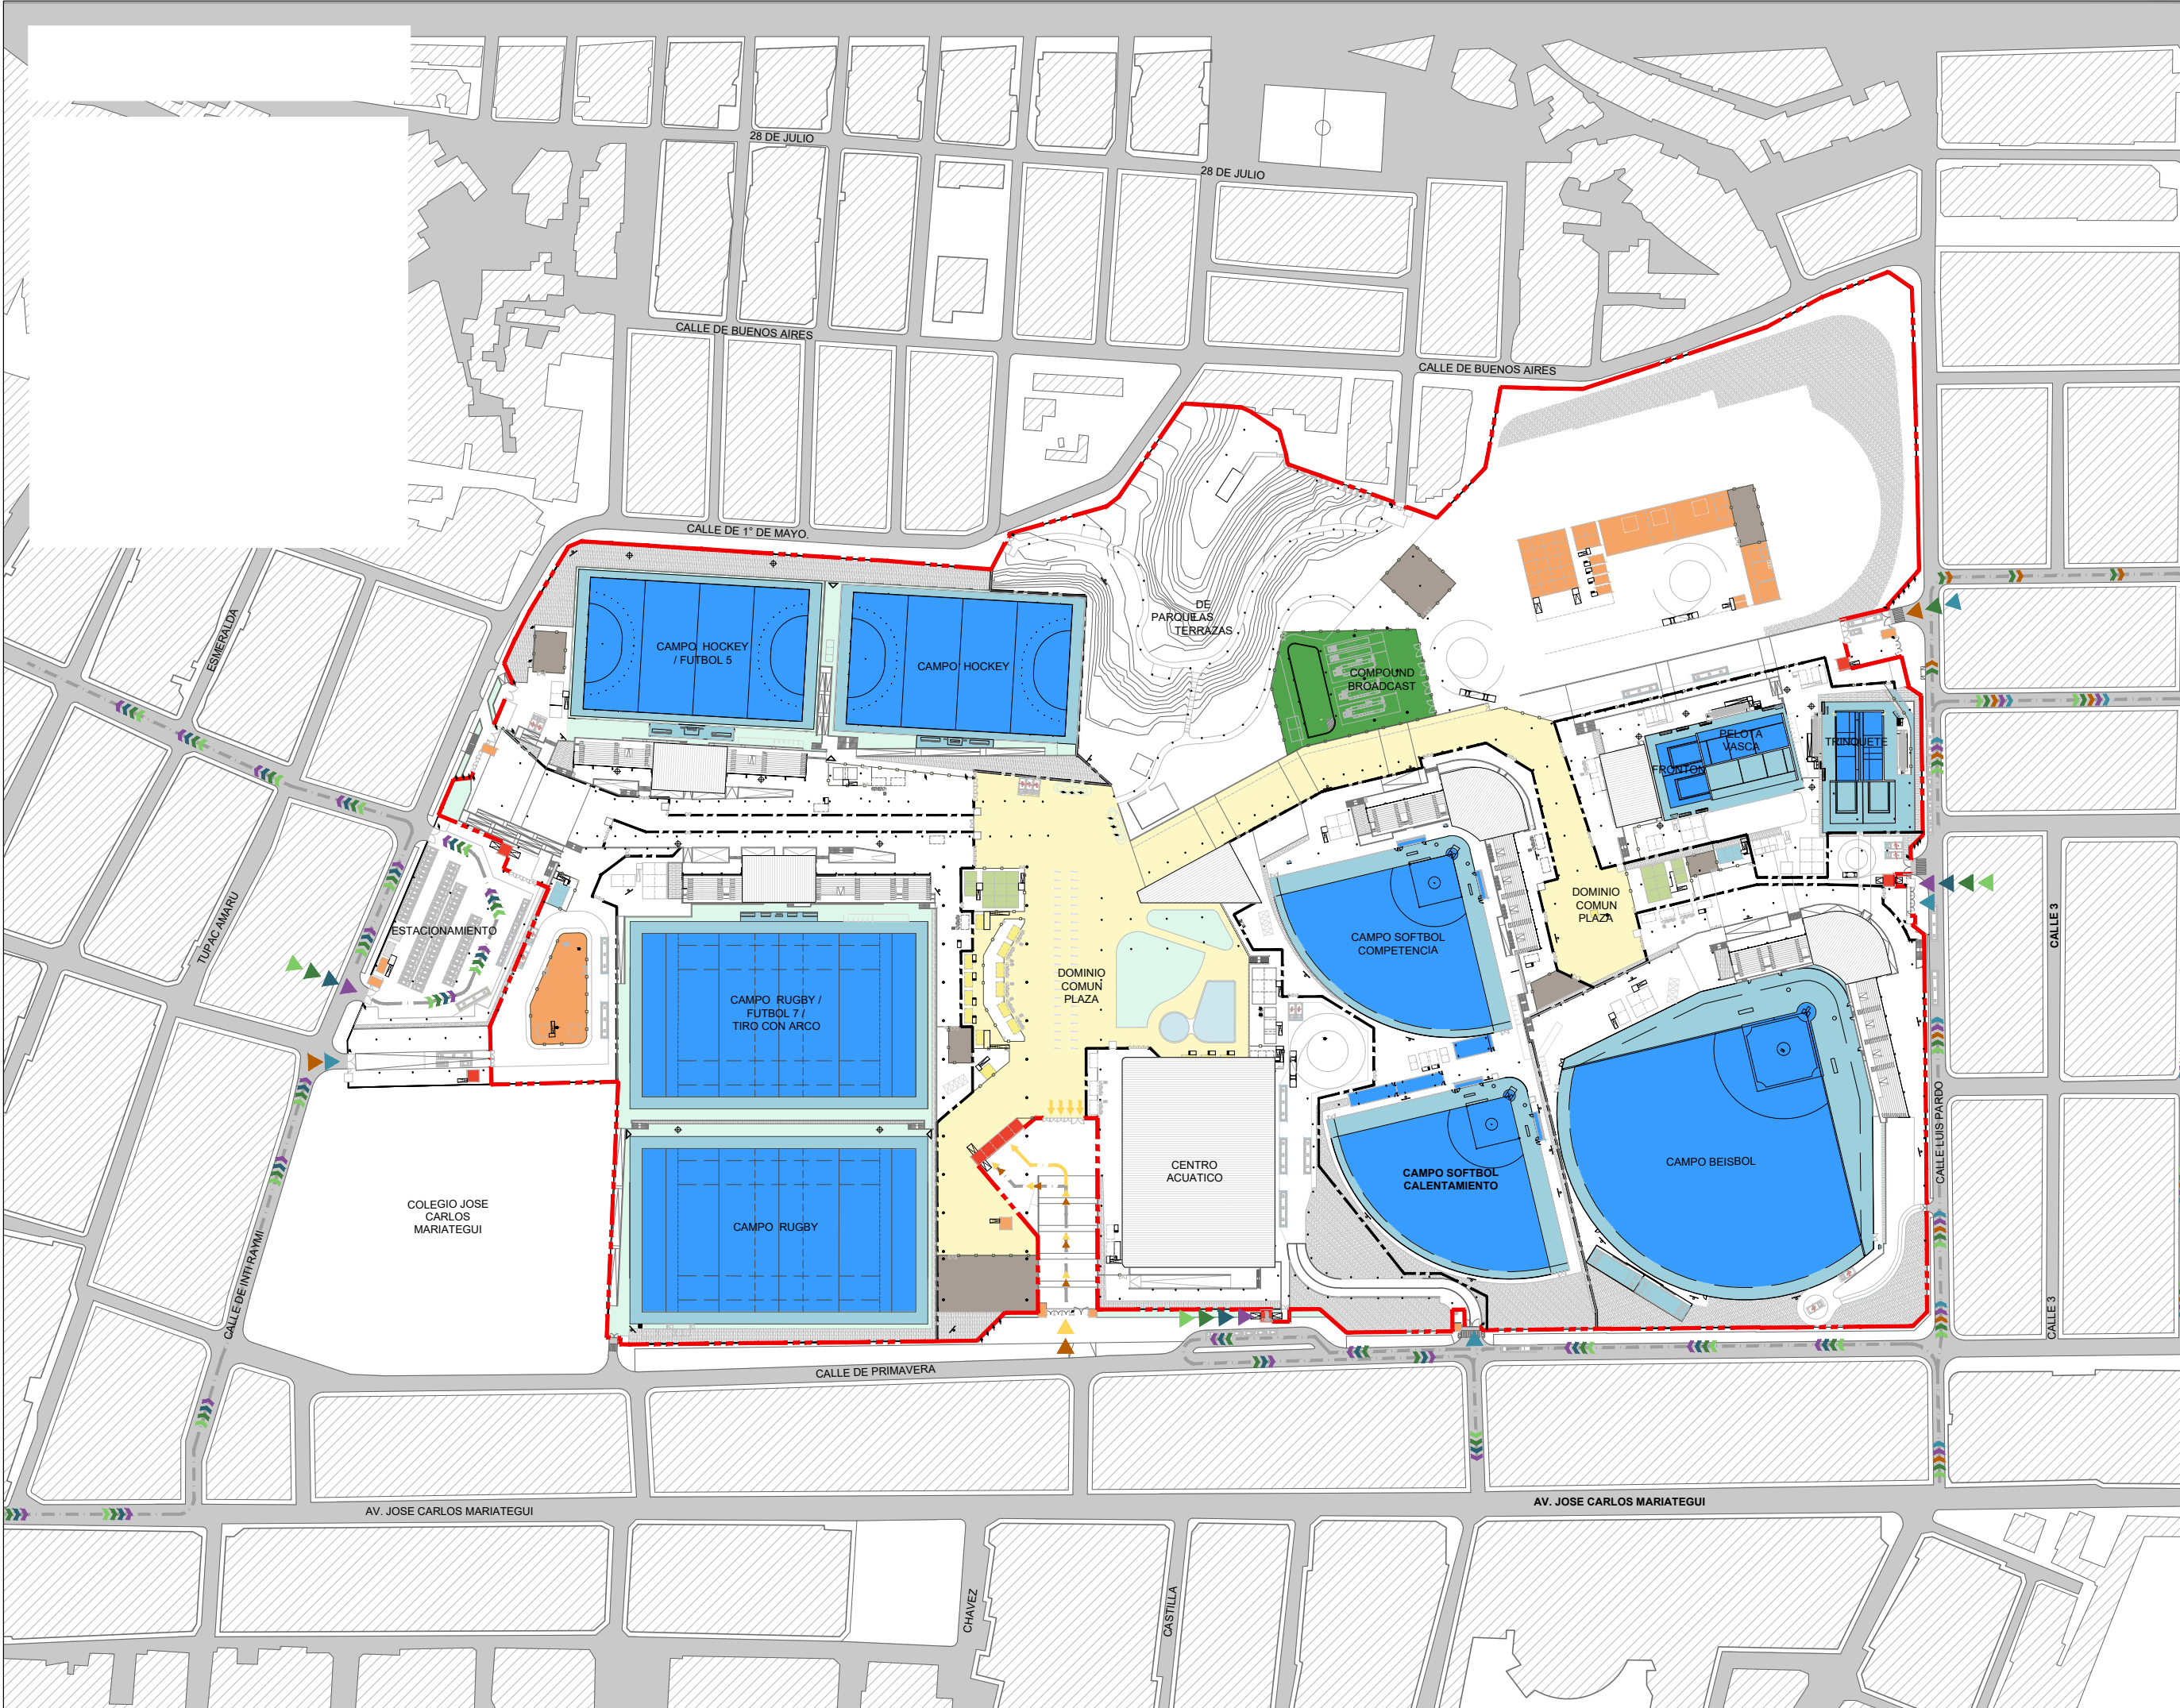 28 DE JULIO
28 DE JULIO
CALLE DE BUENOS AIRES
CALLE DE BUENOS AIRES
CALLE DE 1° DE MAYO.
ESMERALDA
TUPAC AMARU
CAMPO HOCKEY
/ FUTBOL 5
CAMPO HOCKEY
DE
PARQUE LAS
TERRAZAS
COMPOUND
BROADCAST
PELOTA
VASCA
FRONTON
TRINQUETE
ESTACIONAMIENTO
DOMINIO
COMUN
PLAZA
CAMPO SOFTBOL
COMPETENCIA
DOMINIO
COMUN
PLAZA
CAMPO RUGBY /
FUTBOL 7 /
TIRO CON ARCO
CALLE 3
CALLE LUIS PARDO
CENTRO
ACUATICO
CAMPO SOFTBOL
CALENTAMIENTO
CAMPO BEISBOL
COLEGIO JOSE
CARLOS
MARIATEGUI
CAMPO RUGBY
CALLE DE INTI RAYMI
CALLE 3
CALLE DE PRIMAVERA
AV. JOSE CARLOS MARIATEGUI
AV. JOSE CARLOS MARIATEGUI
CHAVEZ
CASTILLA